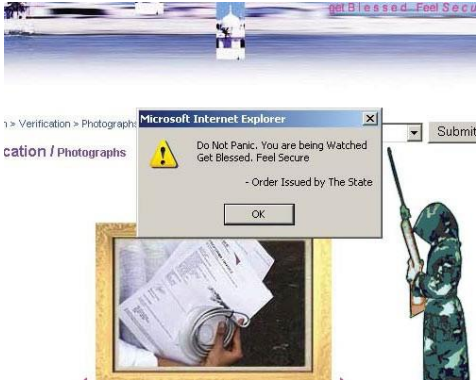 get Blessed. Feel Secu
n > Verification > Photograph
Submit
cation / Photographs
Microsoft Internet Explorer
Do Not Panic. You are being Watched
Get Blessed. Feel Secure
- Order Issued by The State
OK